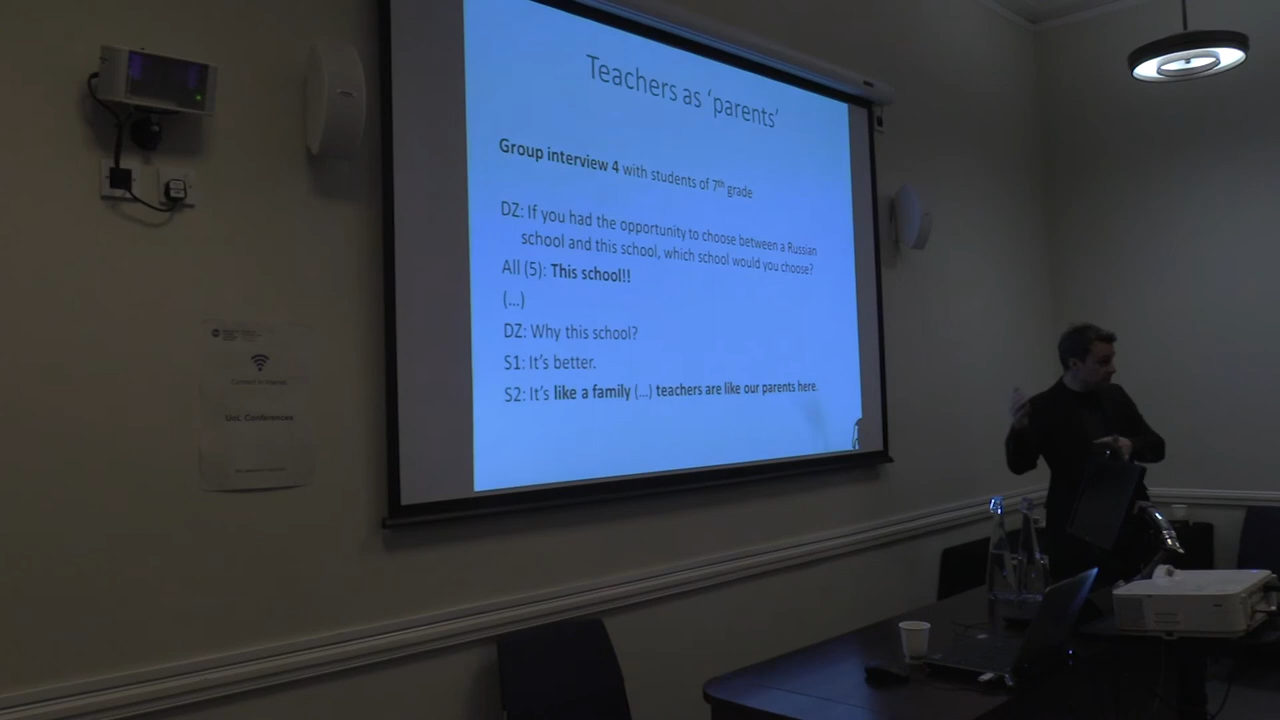 Teachers as 'parents'
Group interview 4 with students of 7th grade
DZ: If you had the opportunity to choose between a Russian
school and this school, which school would you choose?
All (5): This school!!
(...)
DZ: Why this school?
S1: It's better.
S2: It's like a family (...) teachers are like our parents here.
UoL Conferences